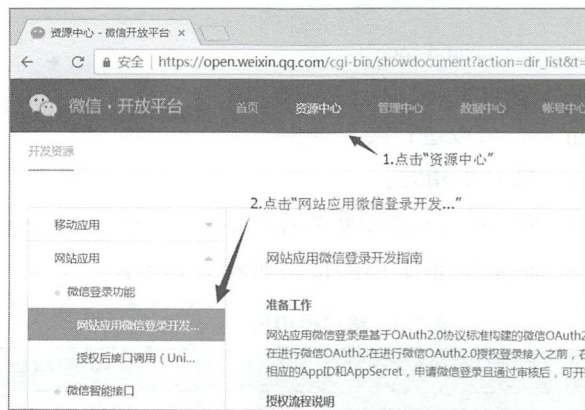 资源中心 - 微信开放平台 ×
安全 | https://open.weixin.qq.com/cgi-bin/showdocument?action=dir_list&t=
微信·开放平台 首页 资源中心 管理中心 数据中心 帐号中心
开发资源
1.点击“资源中心”
2.点击“网站应用微信登录开发...”
移动应用
网站应用
网站应用微信登录开发指南
微信登录功能
准备工作
网站应用微信登录开发...
网站应用微信登录是基于OAuth2.0协议标准构建的微信OAuth2
授权后接口调用（Uni...
在进行微信OAuth2.在进行微信OAuth2.0授权登录接入之前，在
相应的AppID和AppSecret，申请微信登录且通过审核后，可开
微信智能接口
授权流程说明